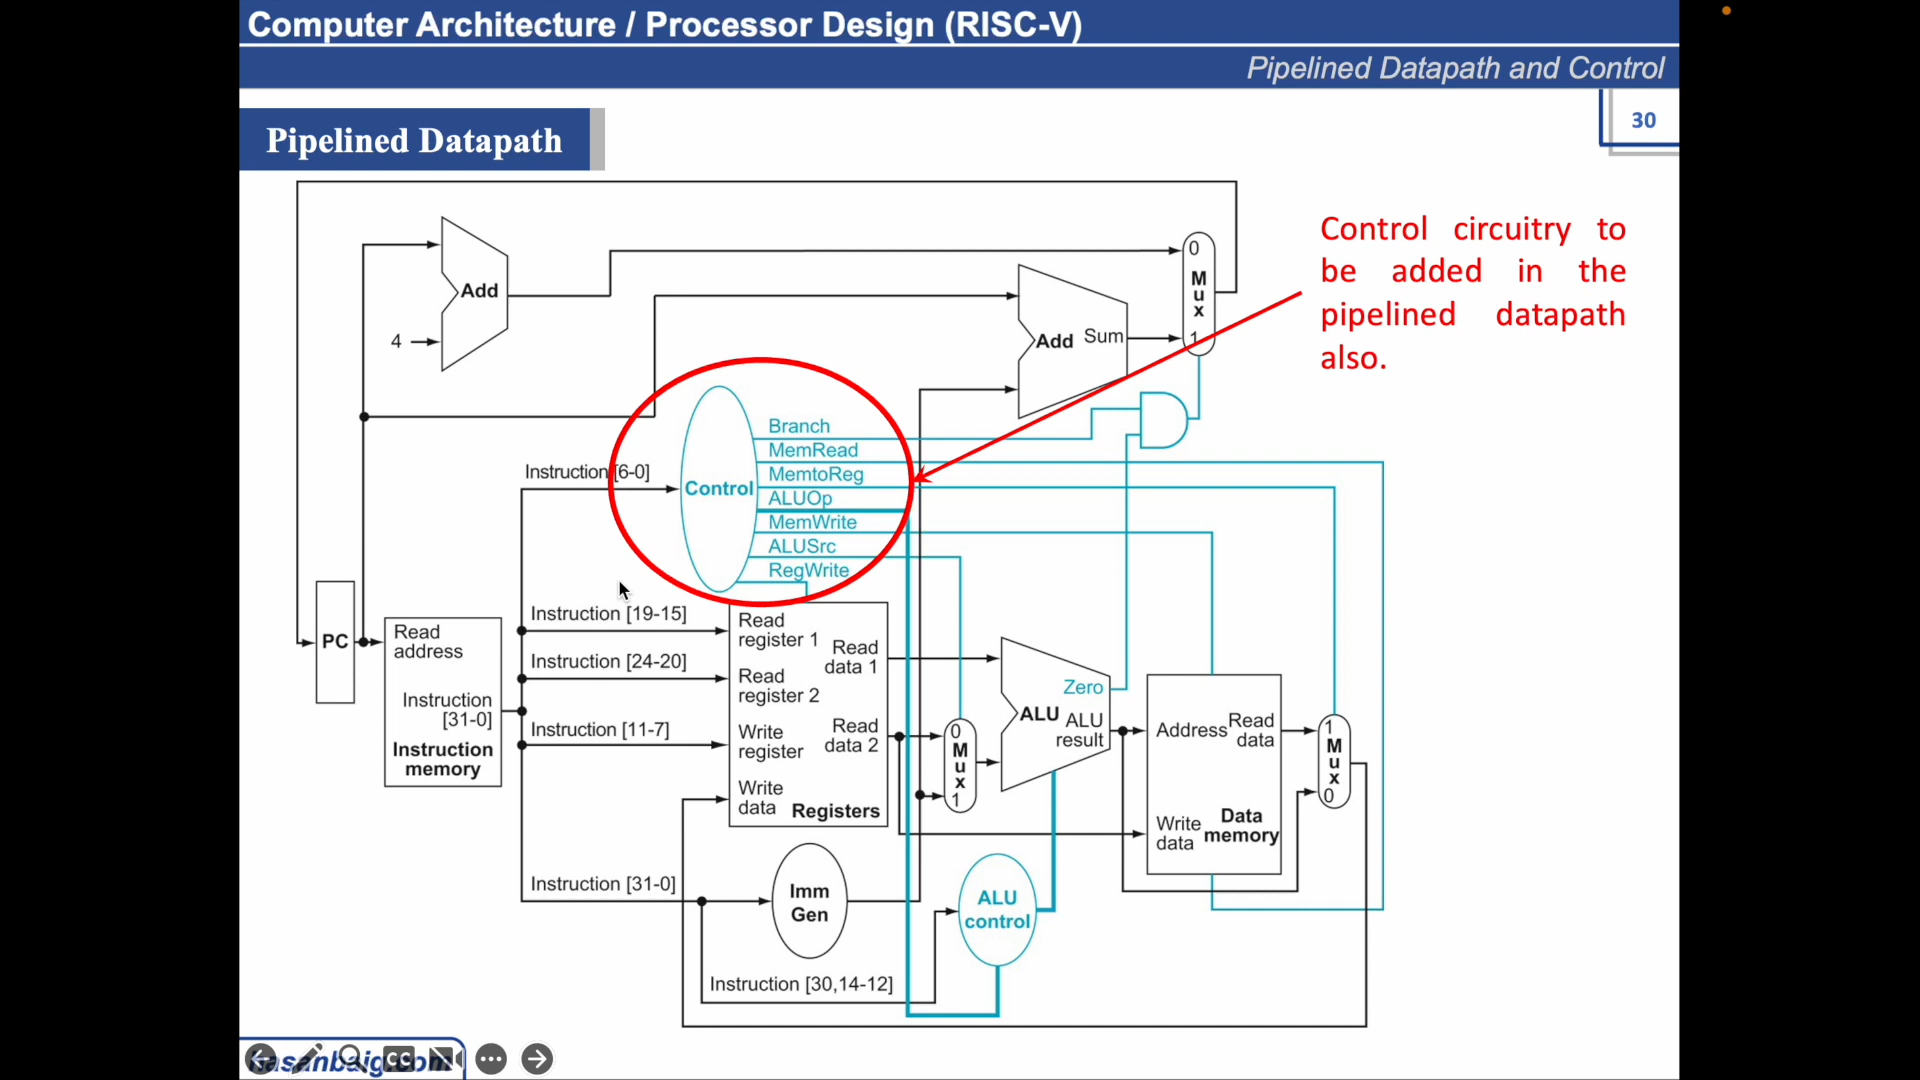 Computer Architecture / Processor Design (RISC-V)
Pipelined Datapath and Control
30
Pipelined Datapath
Control circuitry to
be added in the
pipelined datapath
also.
Add
4
Add Sum
0
M
u
x
1
Branch
MemRead
MemtoReg
ALUOp
MemWrite
ALUSrc
RegWrite
Control
Instruction [6-0]
Instruction [19-15]
Instruction [24-20]
Instruction [11-7]
Instruction [31-0]
Instruction [30,14-12]
PC
Read
address
Instruction
[31-0]
Instruction
memory
Read
register 1
Read
register 2
Write
register
Write
data
Read
data 1
Read
data 2
Registers
Imm
Gen
0
M
u
x
1
ALU
Zero
ALU
result
ALU
control
Address
Read
data
Write
data
Data
memory
1
M
u
x
0
CC